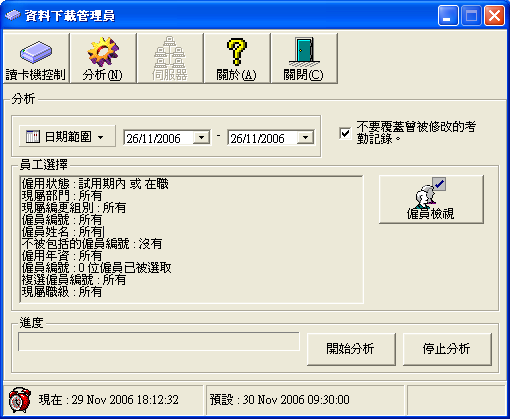 資料下載管理員
讀卡機控制
分析(N)
伺服器
關於(A)
關閉(C)
分析
日期範圍
26/11/2006 - 26/11/2006
不要覆蓋曾被修改的考
勤記錄。
員工選擇
僱用狀態 : 試用期內 或 在職
現屬部門 : 所有
現屬編更組別 : 所有
僱員編號 : 所有
僱員姓名 : 所有
不被包括的僱員編號 : 沒有
僱用年資 : 所有
僱員編號 : 0 位僱員已被選取
複選僱員編號 : 所有
現屬職級 : 所有
僱員檢視
進度
開始分析
停止分析
現在 : 29 Nov 2006 18:12:32
預設 : 30 Nov 2006 09:30:00